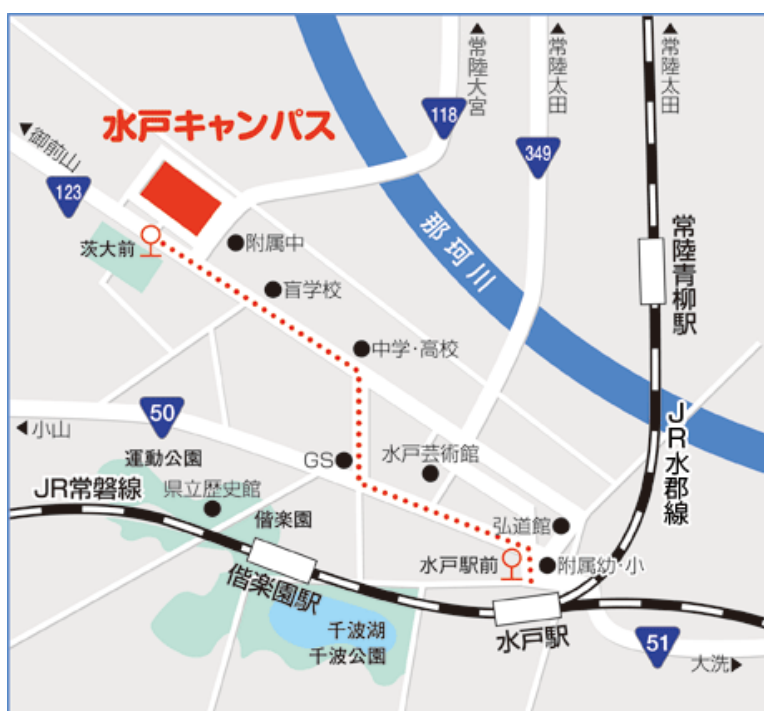 ▲常陸大宮
▲常陸太田
▲常陸太田
水戸キャンパス
118
349
▼御前山
123
那珂川
茨大前
附属中
常陸青柳駅
盲学校
中学・高校
50
◀小山
JR水郡線
運動公園
GS
水戸芸術館
JR常磐線
県立歴史館
偕楽園
弘道館
水戸駅前
附属幼・小
偕楽園駅
千波湖
水戸駅
千波公園
51
大洗▶